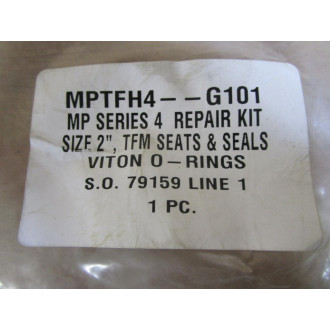 MPTFH4--G101
MP SERIES 4 REPAIR KIT
SIZE 2", TFM SEATS & SEALS
VITON O-RINGS
S.O. 79159 LINE 1
1 PC.